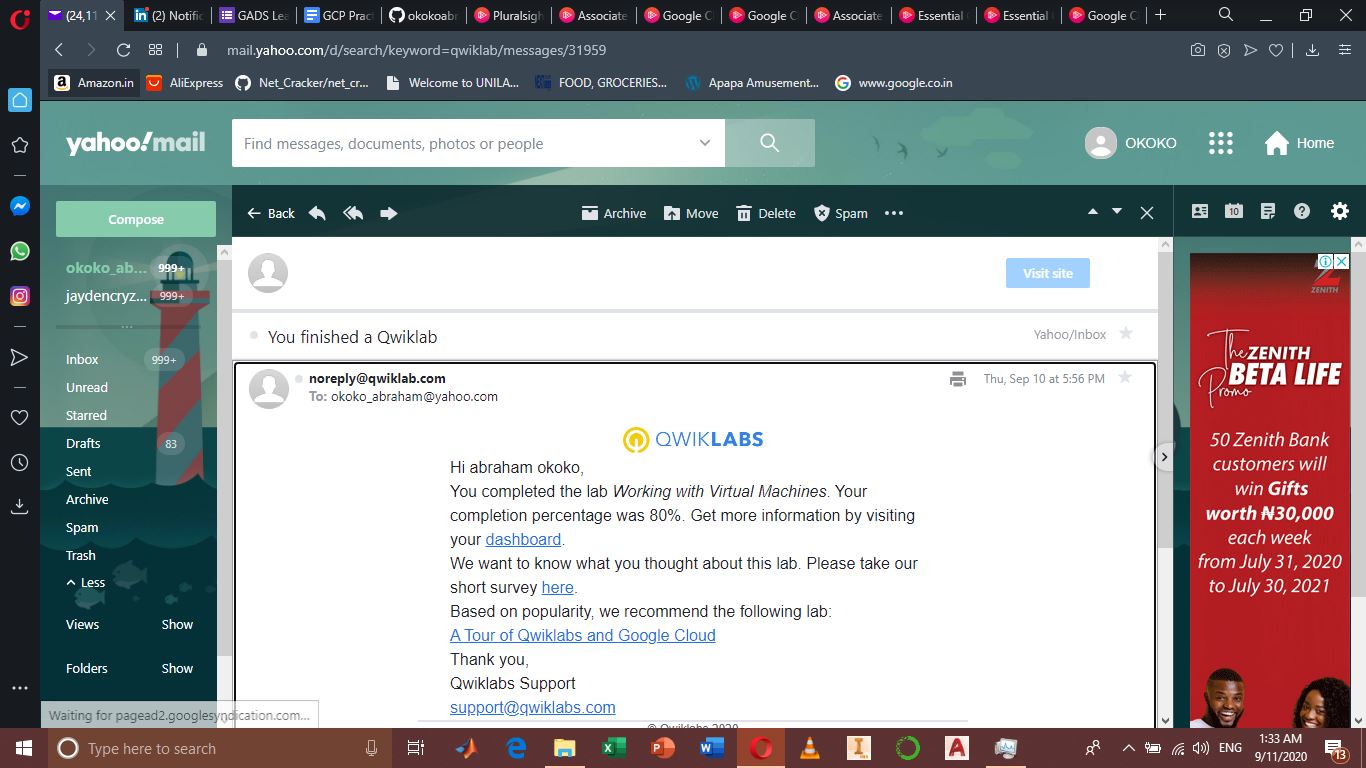 (24,11
(2) Notific
GADS Lea
GCP Pract
okokoabr
Pluralsigh
Associate
Google Cl
Google Cl
Associate
Essential
Essential
Google Cl
mail.yahoo.com/d/search/keyword=qwiklab/messages/31959
Amazon.in
AliExpress
Net_Cracker/net_cr...
Welcome to UNILA...
FOOD, GROCERIES...
Apapa Amusement...
www.google.co.in
yahoo!mail
Find messages, documents, photos or people
OKOKO
Home
Compose
Back
Archive
Move
Delete
Spam
10
okoko_ab... 999+
jaydencryz... 999+
Inbox 999+
Unread
Starred
Drafts 83
Sent
Archive
Spam
Trash
Less
Views Show
Folders Show
Visit site
You finished a Qwiklab
Yahoo/Inbox
noreply@qwiklab.com
Thu, Sep 10 at 5:56 PM
To: okoko_abraham@yahoo.com
QWIKLABS
Hi abraham okoko,
You completed the lab Working with Virtual Machines. Your
completion percentage was 80%. Get more information by visiting
your dashboard.
We want to know what you thought about this lab. Please take our
short survey here.
Based on popularity, we recommend the following lab:
A Tour of Qwiklabs and Google Cloud
Thank you,
Qwiklabs Support
support@qwiklabs.com
© Qwiklabs 2020
ZENITH
The ZENITH
BETA LIFE
Promo
50 Zenith Bank
customers will
win Gifts
worth ₦30,000
each week
from July 31, 2020
to July 30, 2021
Waiting for pagead2.googlesyndication.com...
Type here to search
ENG
1:33 AM
9/11/2020
13